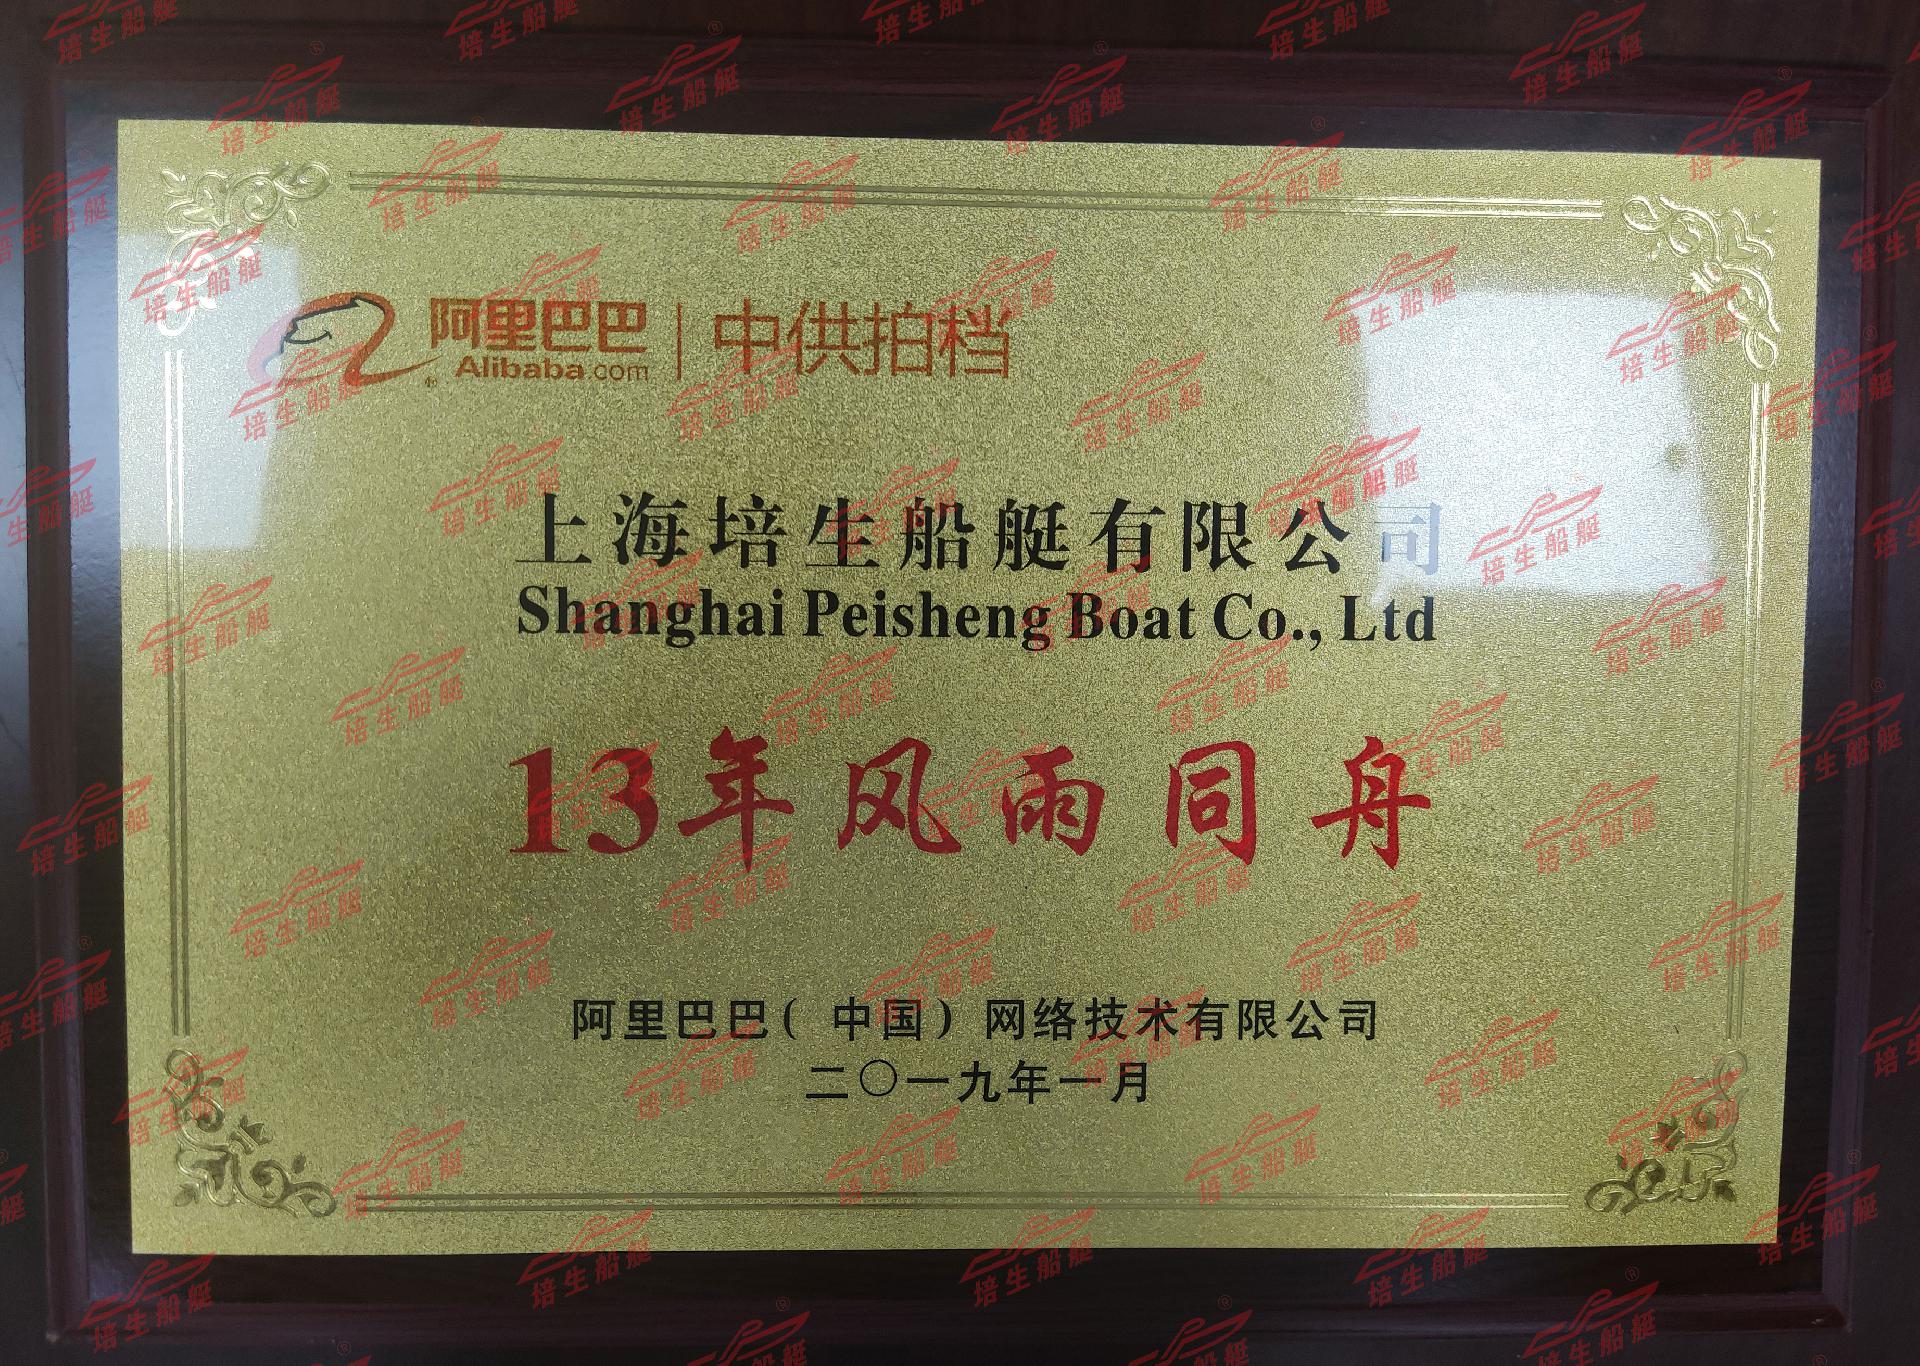 阿里巴巴 | 中供拍档
Alibaba.com
上海培生船艇有限公司
Shanghai Peisheng Boat Co., Ltd
13年风雨同舟
阿里巴巴(中国)网络技术有限公司
二〇一九年一月
培生船艇